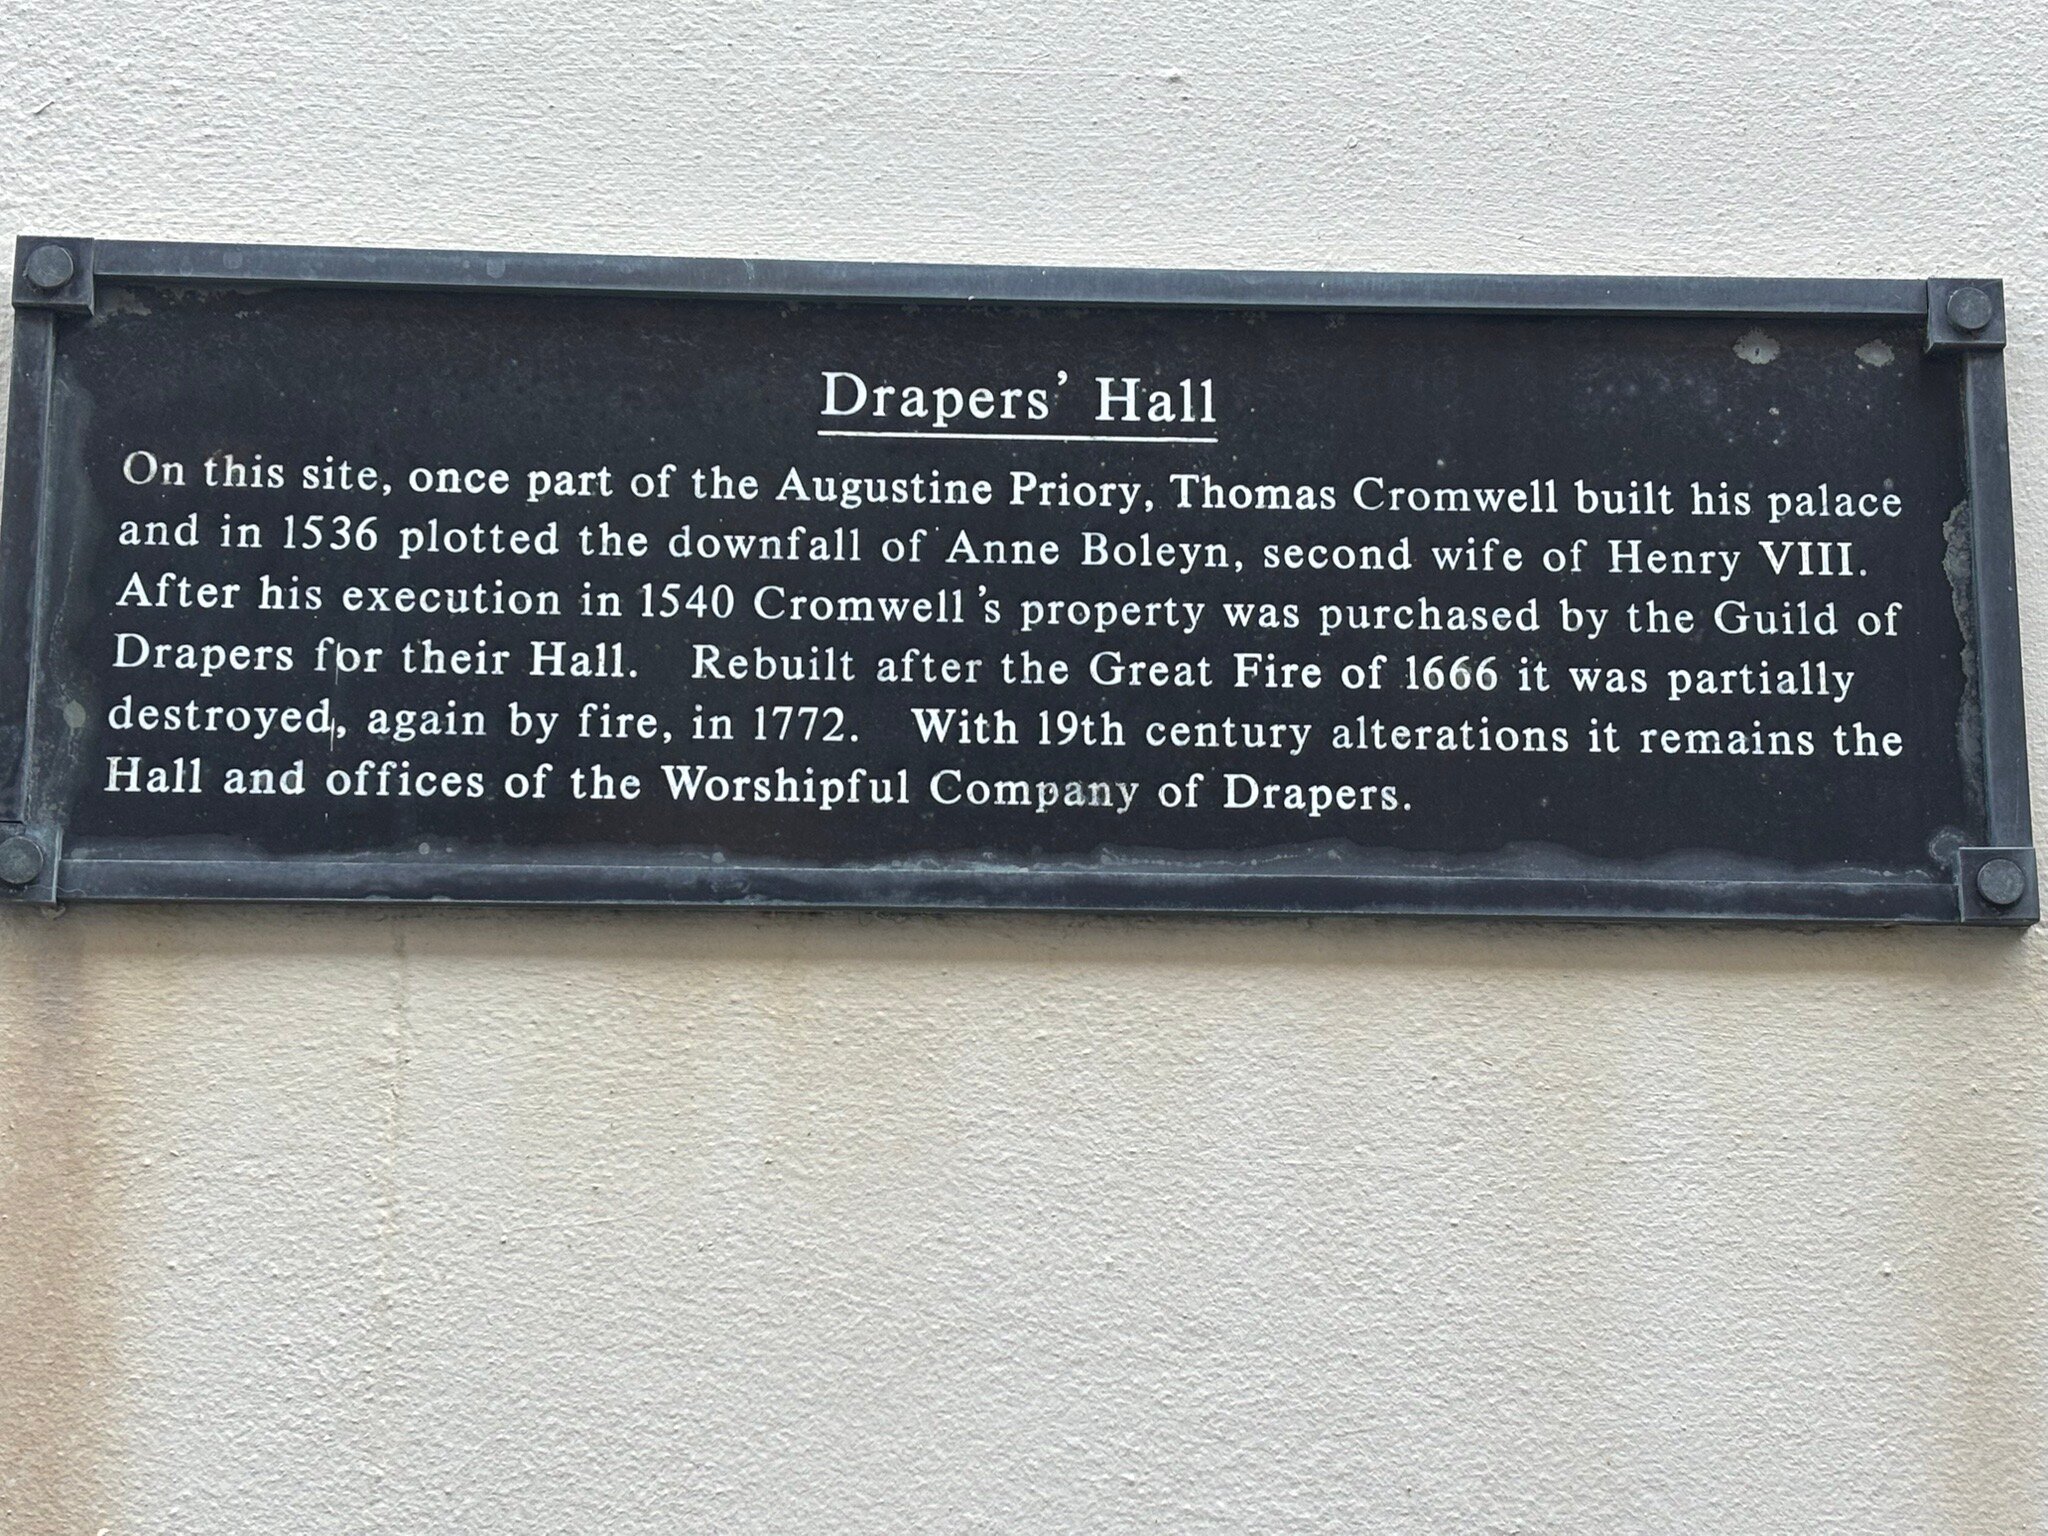 Drapers' Hall
On this site, once part of the Augustine Priory, Thomas Cromwell built his palace
and in 1536 plotted the downfall of Anne Boleyn, second wife of Henry VIII.
After his execution in 1540 Cromwell's property was purchased by the Guild of
Drapers for their Hall. Rebuilt after the Great Fire of 1666 it was partially
destroyed, again by fire, in 1772. With 19th century alterations it remains the
Hall and offices of the Worshipful Company of Drapers.